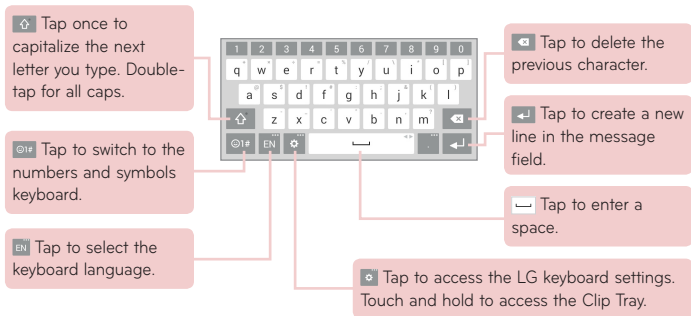 Tap once to
capitalize the next
letter you type. Double-
tap for all caps.
☺1# Tap to switch to the
numbers and symbols
keyboard.
EN Tap to select the
keyboard language.
1 2 3 4 5 6 7 8 9 0
q w e r t y u i o p
a s d f g h j k l
z x c v b n m
☺1# EN .
Tap to delete the
previous character.
Tap to create a new
line in the message
field.
Tap to enter a
space.
Tap to access the LG keyboard settings.
Touch and hold to access the Clip Tray.